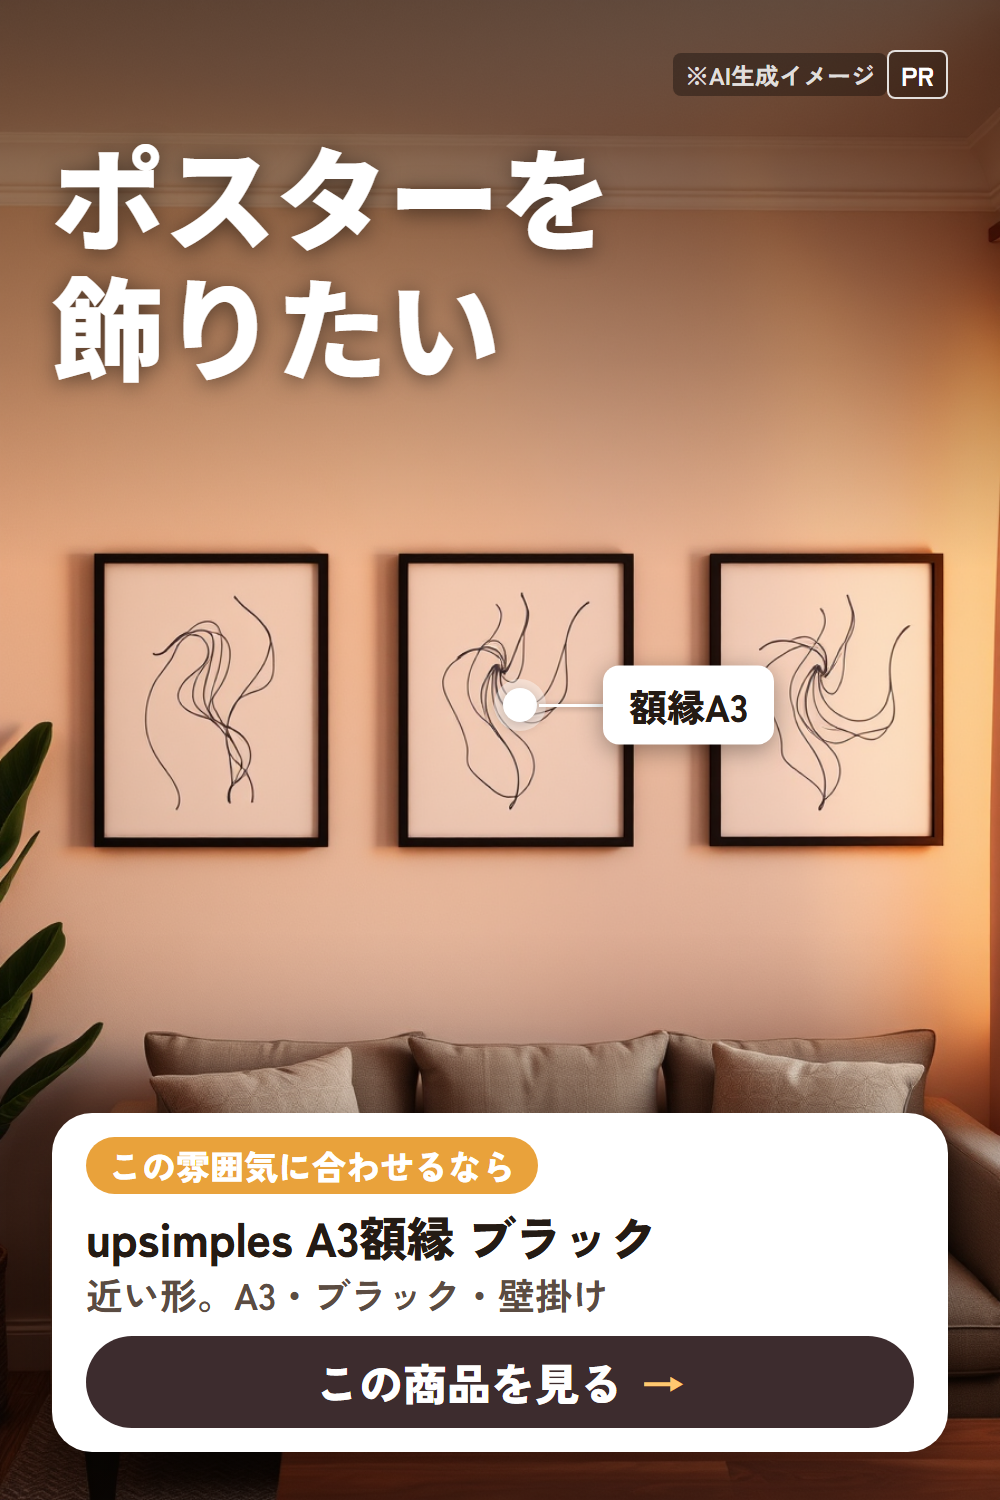 ※AI生成イメージ PR
ポスターを
飾りたい
額縁A3
この雰囲気に合わせるなら
upsimples A3額縁 ブラック
近い形。A3・ブラック・壁掛け
この商品を見る →